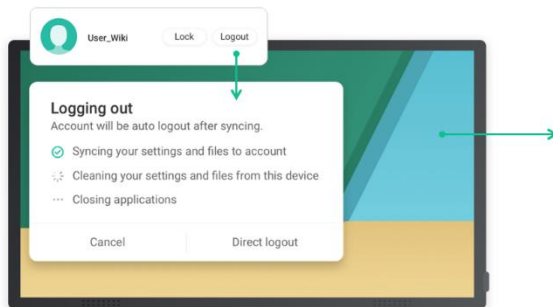 User_Wiki
Lock
Logout
Logging out
Account will be auto logout after syncing.
Syncing your settings and files to account
Cleaning your settings and files from this device
Closing applications
Cancel
Direct logout